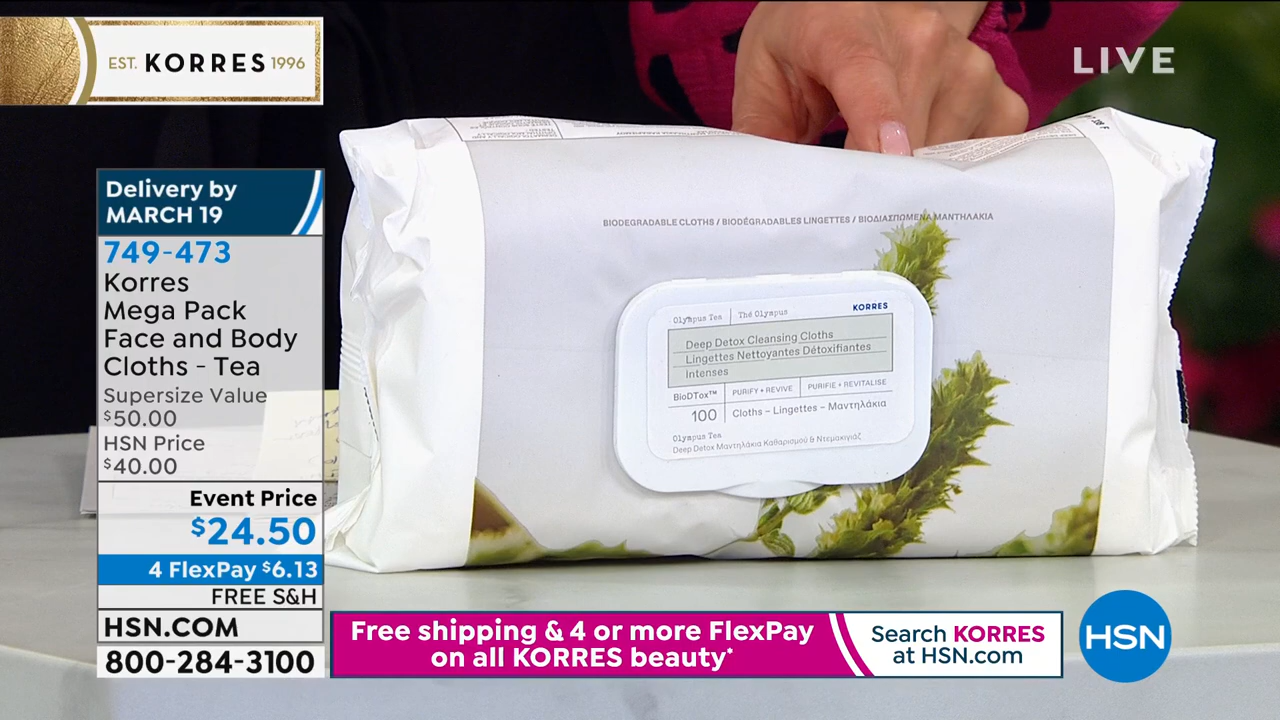 EST. KORRES 1996
LIVE
Delivery by
MARCH 19
749-473
Korres
Mega Pack
Face and Body
Cloths - Tea
Supersize Value
$50.00
HSN Price
$40.00
Event Price
$24.50
4 FlexPay $6.13
FREE S&H
HSN.COM
800-284-3100
BIODEGRADABLE CLOTHS / BIODÉGRADABLES LINGETTES / ΒΙΟΔΙΑΣΠΩΜΕΝΑ ΜΑΝΤΗΛΑΚΙΑ
KORRES
Olympus Tea | Thé Olympus
Deep Detox Cleansing Cloths
Lingettes Nettoyantes Détoxifiantes
Intenses
BioDTox™ PURIFY + REVIVE PURIFIE + REVITALISE
100 Cloths - Lingettes - Μαντηλάκια
Olympus Tea
Deep Detox Μαντηλάκια Καθαρισμού & Ντεμακιγιάζ
Free shipping & 4 or more FlexPay
on all KORRES beauty*
Search KORRES
at HSN.com
HSN